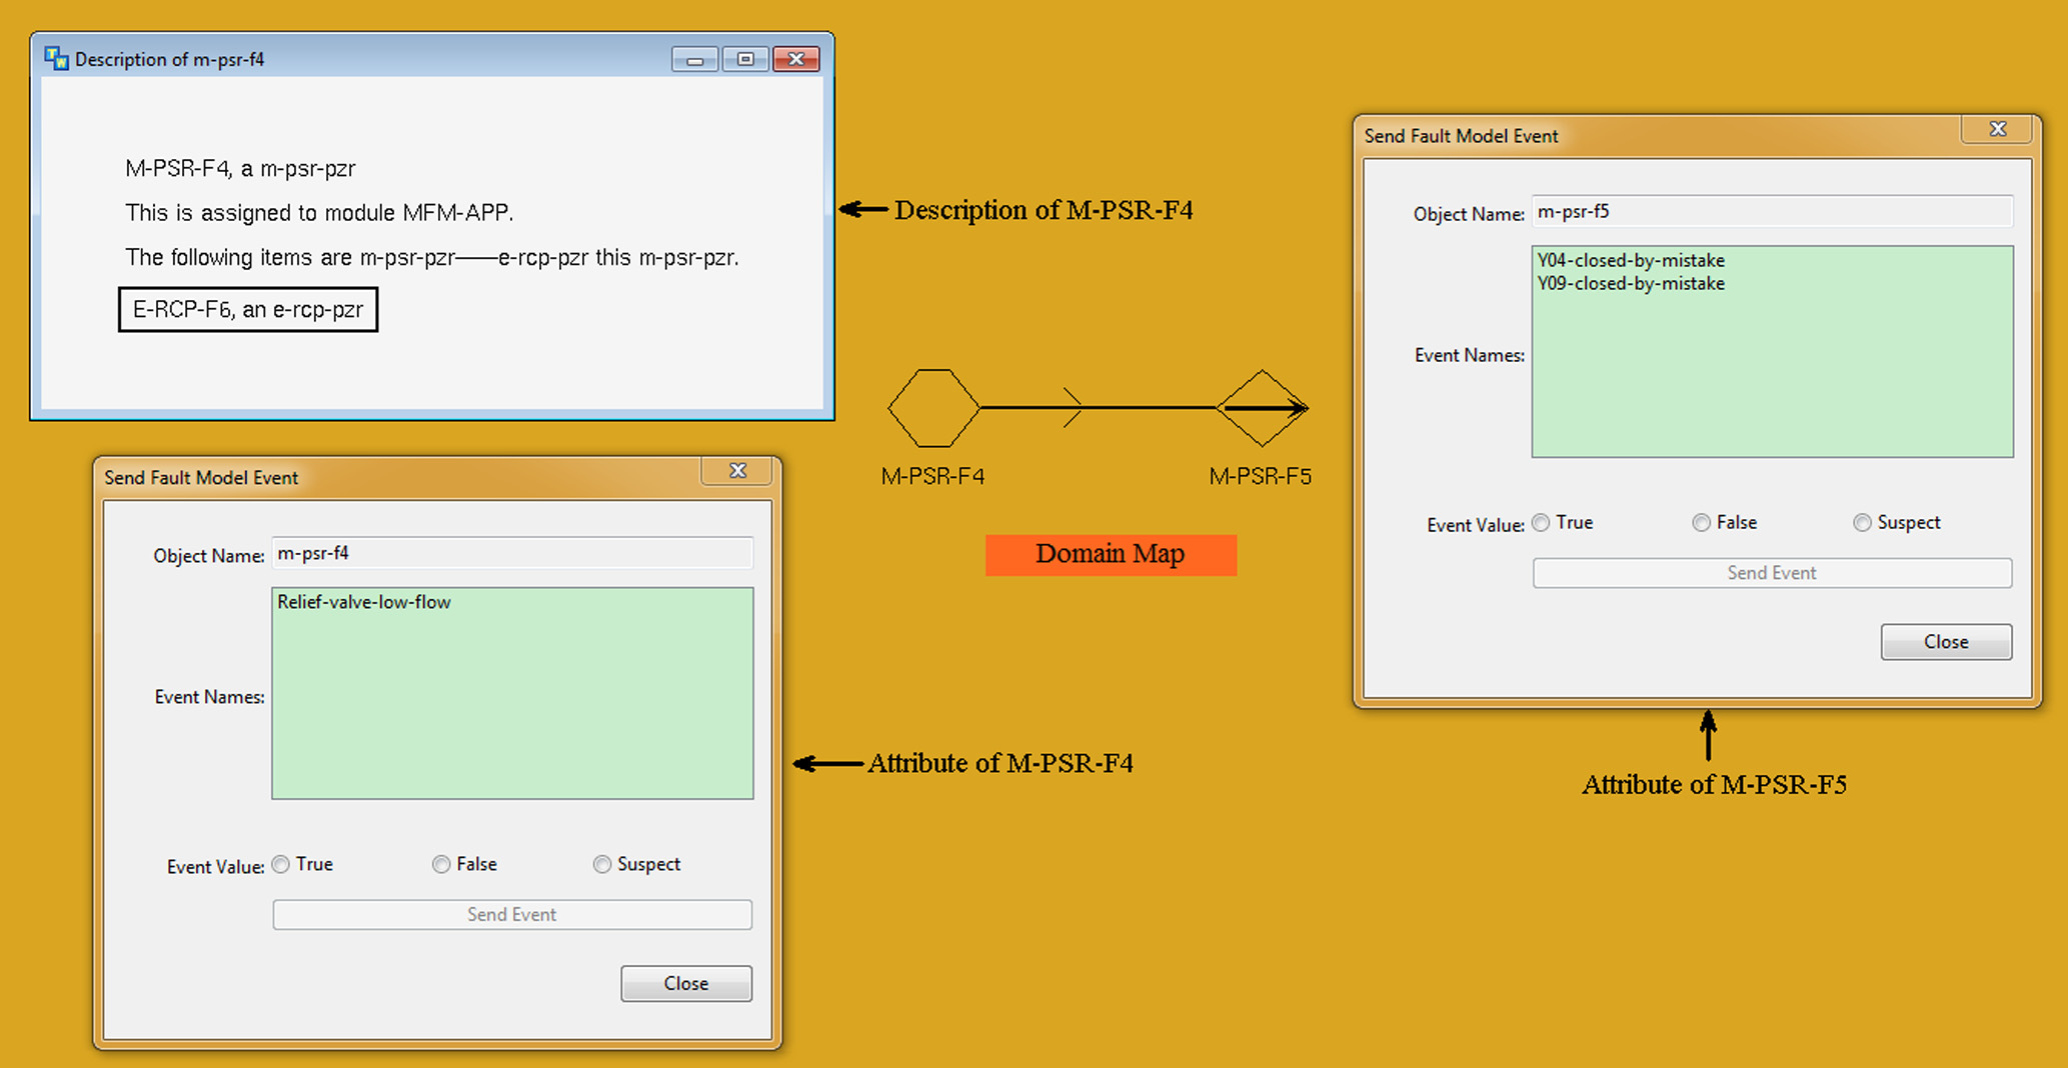 Description of m-psr-f4
M-PSR-F4, a m-psr-pzr
This is assigned to module MFM-APP.
The following items are m-psr-pzr——e-rcp-pzr this m-psr-pzr.
E-RCP-F6, an e-rcp-pzr
Description of M-PSR-F4
M-PSR-F4
M-PSR-F5
Domain Map
Send Fault Model Event
Object Name: m-psr-f5
Y04-closed-by-mistake
Y09-closed-by-mistake
Event Names:
Event Value: True False Suspect
Send Event
Close
Attribute of M-PSR-F5
Send Fault Model Event
Object Name: m-psr-f4
Relief-valve-low-flow
Event Names:
Event Value: True False Suspect
Send Event
Close
Attribute of M-PSR-F4